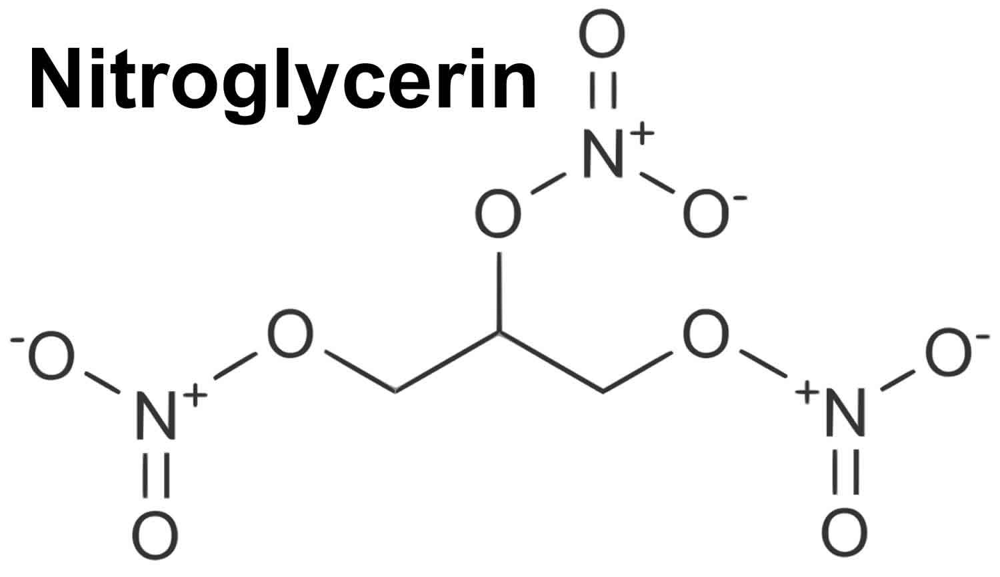 Nitroglycerin
O
N+
O O-
-O O O O-
N+ +N
O O